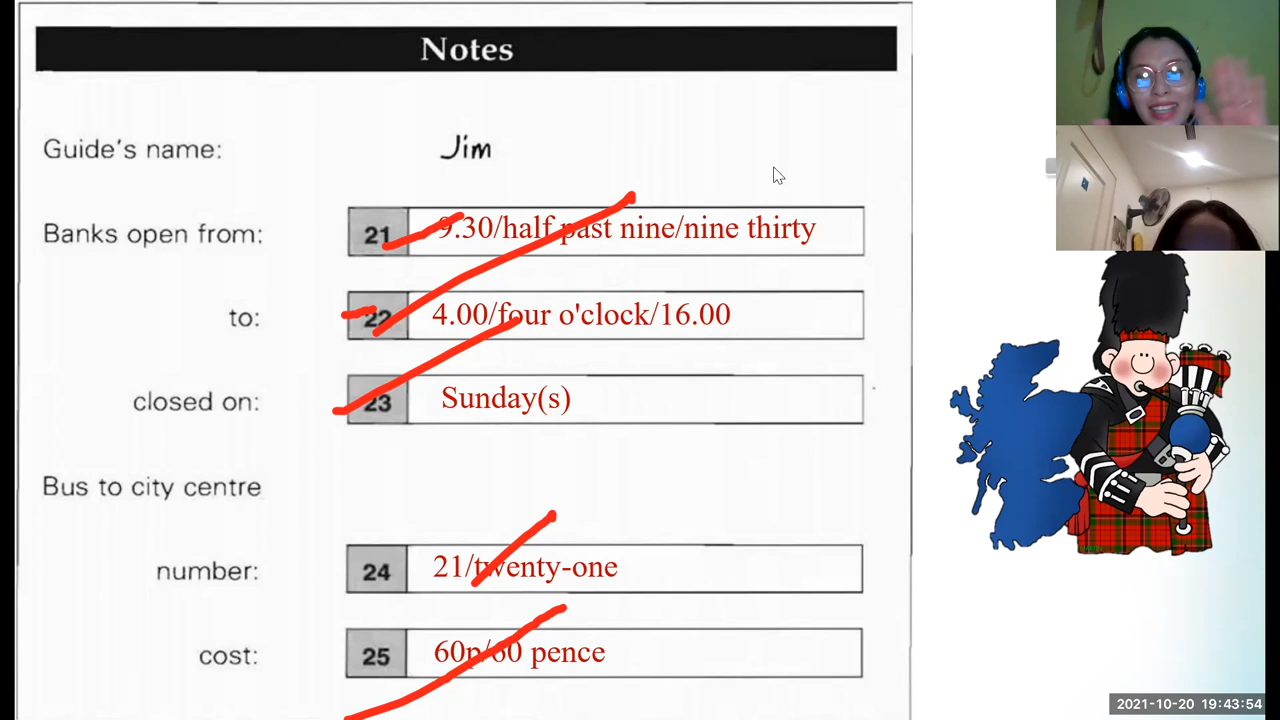 Notes
Guide's name: Jim
Banks open from: 21 9.30/half past nine/nine thirty
to: 22 4.00/four o'clock/16.00
closed on: 23 Sunday(s)
Bus to city centre
number: 24 21/twenty-one
cost: 25 60p/60 pence
2021-10-20 19:43:54